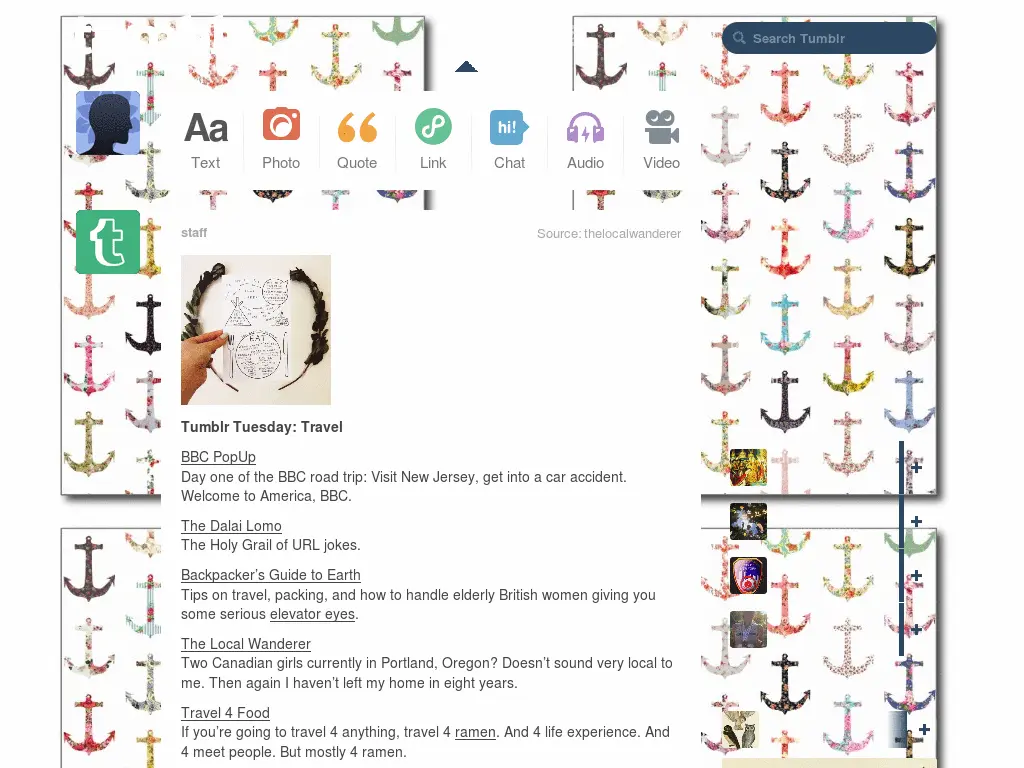 Search Tumblr
Aa
hi!
Text
Photo
Quote
Link
Chat
Audio
Video
t
staff
Source: thelocalwanderer
EAT
Tumblr Tuesday: Travel
BBC PopUp
Day one of the BBC road trip: Visit New Jersey, get into a car accident.
Welcome to America, BBC.
The Dalai Lomo
The Holy Grail of URL jokes.
Backpacker’s Guide to Earth
Tips on travel, packing, and how to handle elderly British women giving you
some serious elevator eyes.
The Local Wanderer
Two Canadian girls currently in Portland, Oregon? Doesn’t sound very local to
me. Then again I haven’t left my home in eight years.
Travel 4 Food
If you’re going to travel 4 anything, travel 4 ramen. And 4 life experience. And
4 meet people. But mostly 4 ramen.